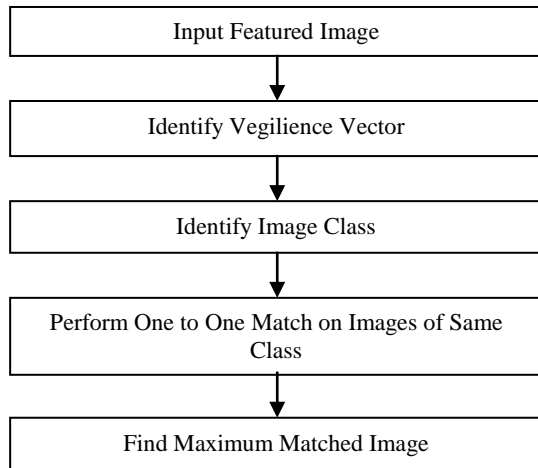 Input Featured Image
Identify Vegilience Vector
Identify Image Class
Perform One to One Match on Images of Same
Class
Find Maximum Matched Image